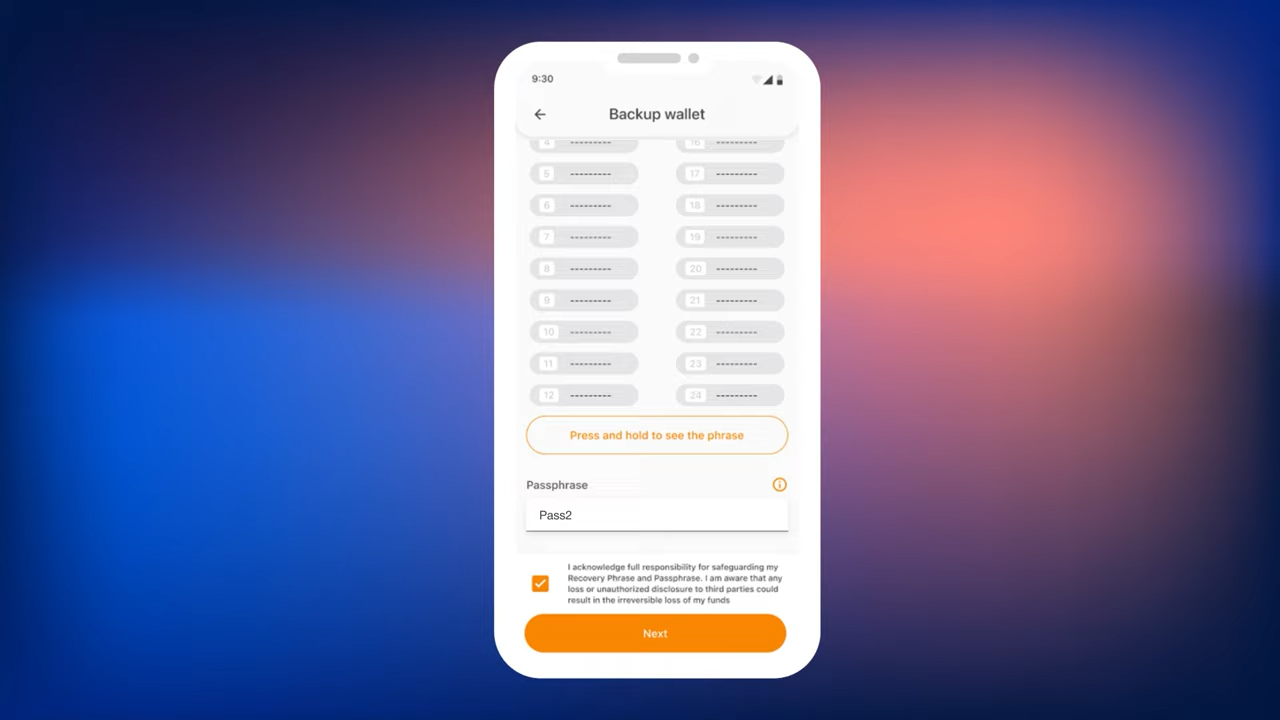 9:30
Backup wallet
4 --------- 16 ---------
5 --------- 17 ---------
6 --------- 18 ---------
7 --------- 19 ---------
8 --------- 20 ---------
9 --------- 21 ---------
10 --------- 22 ---------
11 --------- 23 ---------
12 --------- 24 ---------
Press and hold to see the phrase
Passphrase
Pass2
I acknowledge full responsibility for safeguarding my
Recovery Phrase and Passphrase. I am aware that any
loss or unauthorized disclosure to third parties could
result in the irreversible loss of my funds
Next